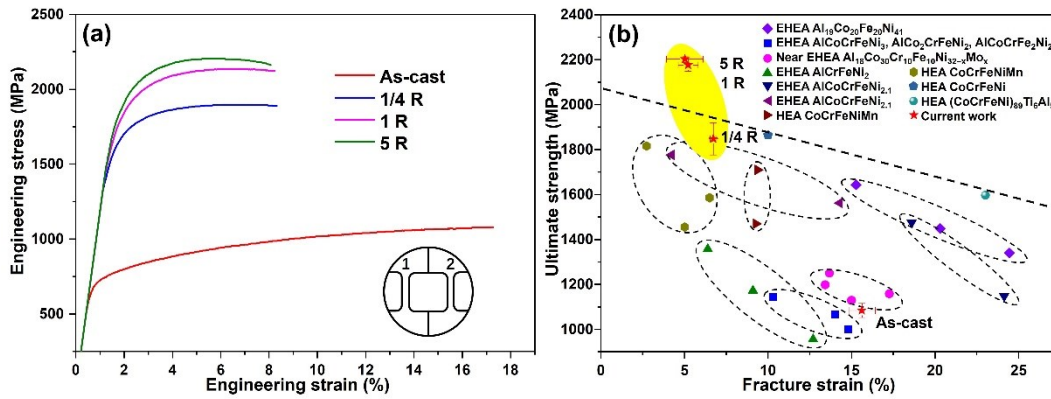 (a)
Engineering stress (MPa)
2500
2000
1500
1000
500
As-cast
1/4 R
1 R
5 R
1 2
0 2 4 6 8 10 12 14 16 18
Engineering strain (%)
(b)
Ultimate strength (MPa)
2400
2200
2000
1800
1600
1400
1200
1000
EHEA Al₁₉Co₂₀Fe₂₀Ni₄₁
EHEA AlCoCrFeNi₃, AlCo₂CrFeNi₂, AlCoCrFe₂Ni₂
Near EHEA Al₁₈Co₃₀Cr₁₀Fe₁₀Ni₃₂₋ₓMoₓ
EHEA AlCrFeNi₂
HEA CoCrFeNiMn
EHEA AlCoCrFeNi₂.₁
HEA CoCrFeNi
EHEA AlCoCrFeNi₂.₁
HEA (CoCrFeNi)₈₉Ti₆Al
HEA CoCrFeNiMn
Current work
5 R
1 R
1/4 R
As-cast
0 5 10 15 20 25
Fracture strain (%)